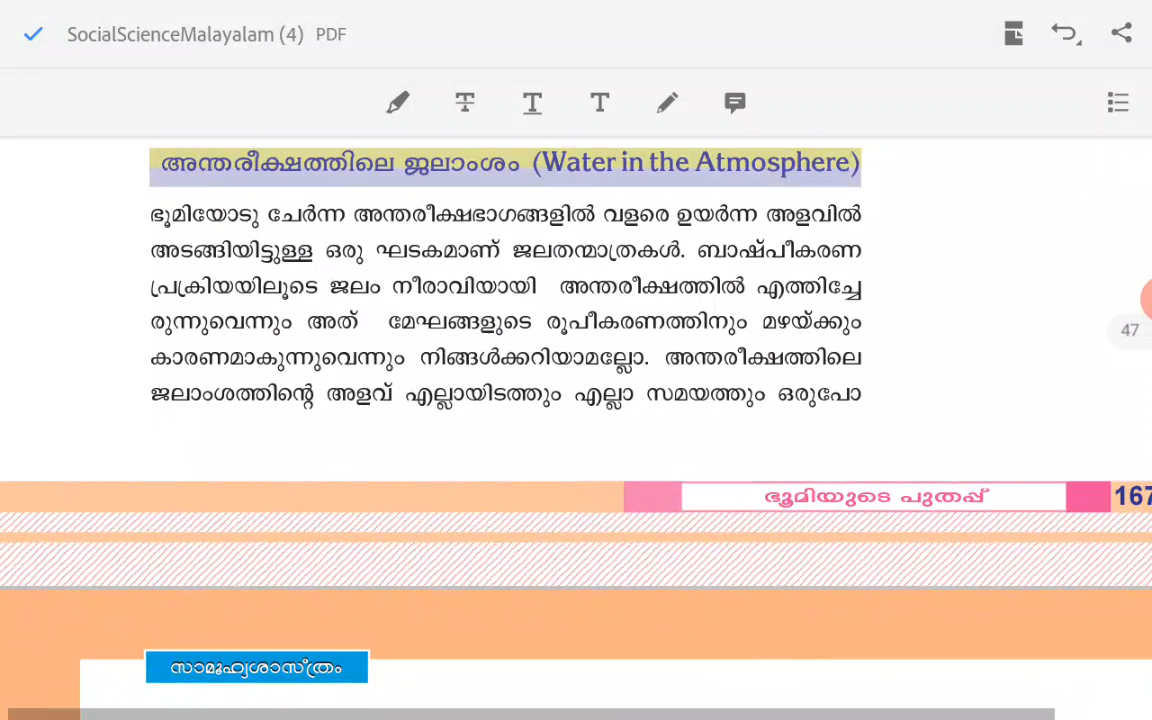 SocialScienceMalayalam (4) PDF
അന്തരീക്ഷത്തിലെ ജലാംശം (Water in the Atmosphere)
ഭൂമിയോടു ചേർന്ന അന്തരീക്ഷഭാഗങ്ങളിൽ വളരെ ഉയർന്ന അളവിൽ
അടങ്ങിയിട്ടുള്ള ഒരു ഘടകമാണ് ജലതന്മാത്രകൾ. ബാഷ്പീകരണ
പ്രക്രിയയിലൂടെ ജലം നീരാവിയായി അന്തരീക്ഷത്തിൽ എത്തിച്ചേ
രുന്നുവെന്നും അത് മേഘങ്ങളുടെ രൂപീകരണത്തിനും മഴയ്ക്കും
കാരണമാകുന്നുവെന്നും നിങ്ങൾക്കറിയാമല്ലോ. അന്തരീക്ഷത്തിലെ
ജലാംശത്തിന്റെ അളവ് എല്ലായിടത്തും എല്ലാ സമയത്തും ഒരുപോ
47
ഭൂമിയുടെ പുതപ്പ് 167
സാമൂഹ്യശാസ്ത്രം